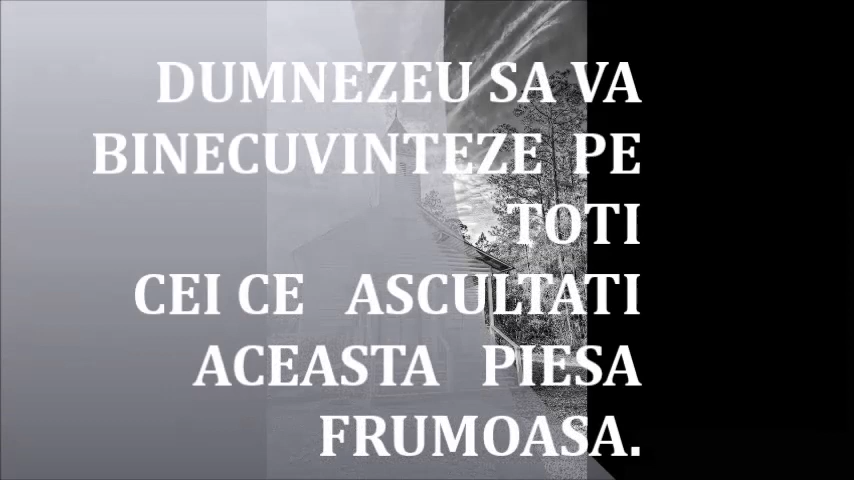 DUMNEZEU SA VA
BINECUVINTEZE PE
TOTI
CEI CE ASCULTATI
ACEASTA PIESA
FRUMOASA.